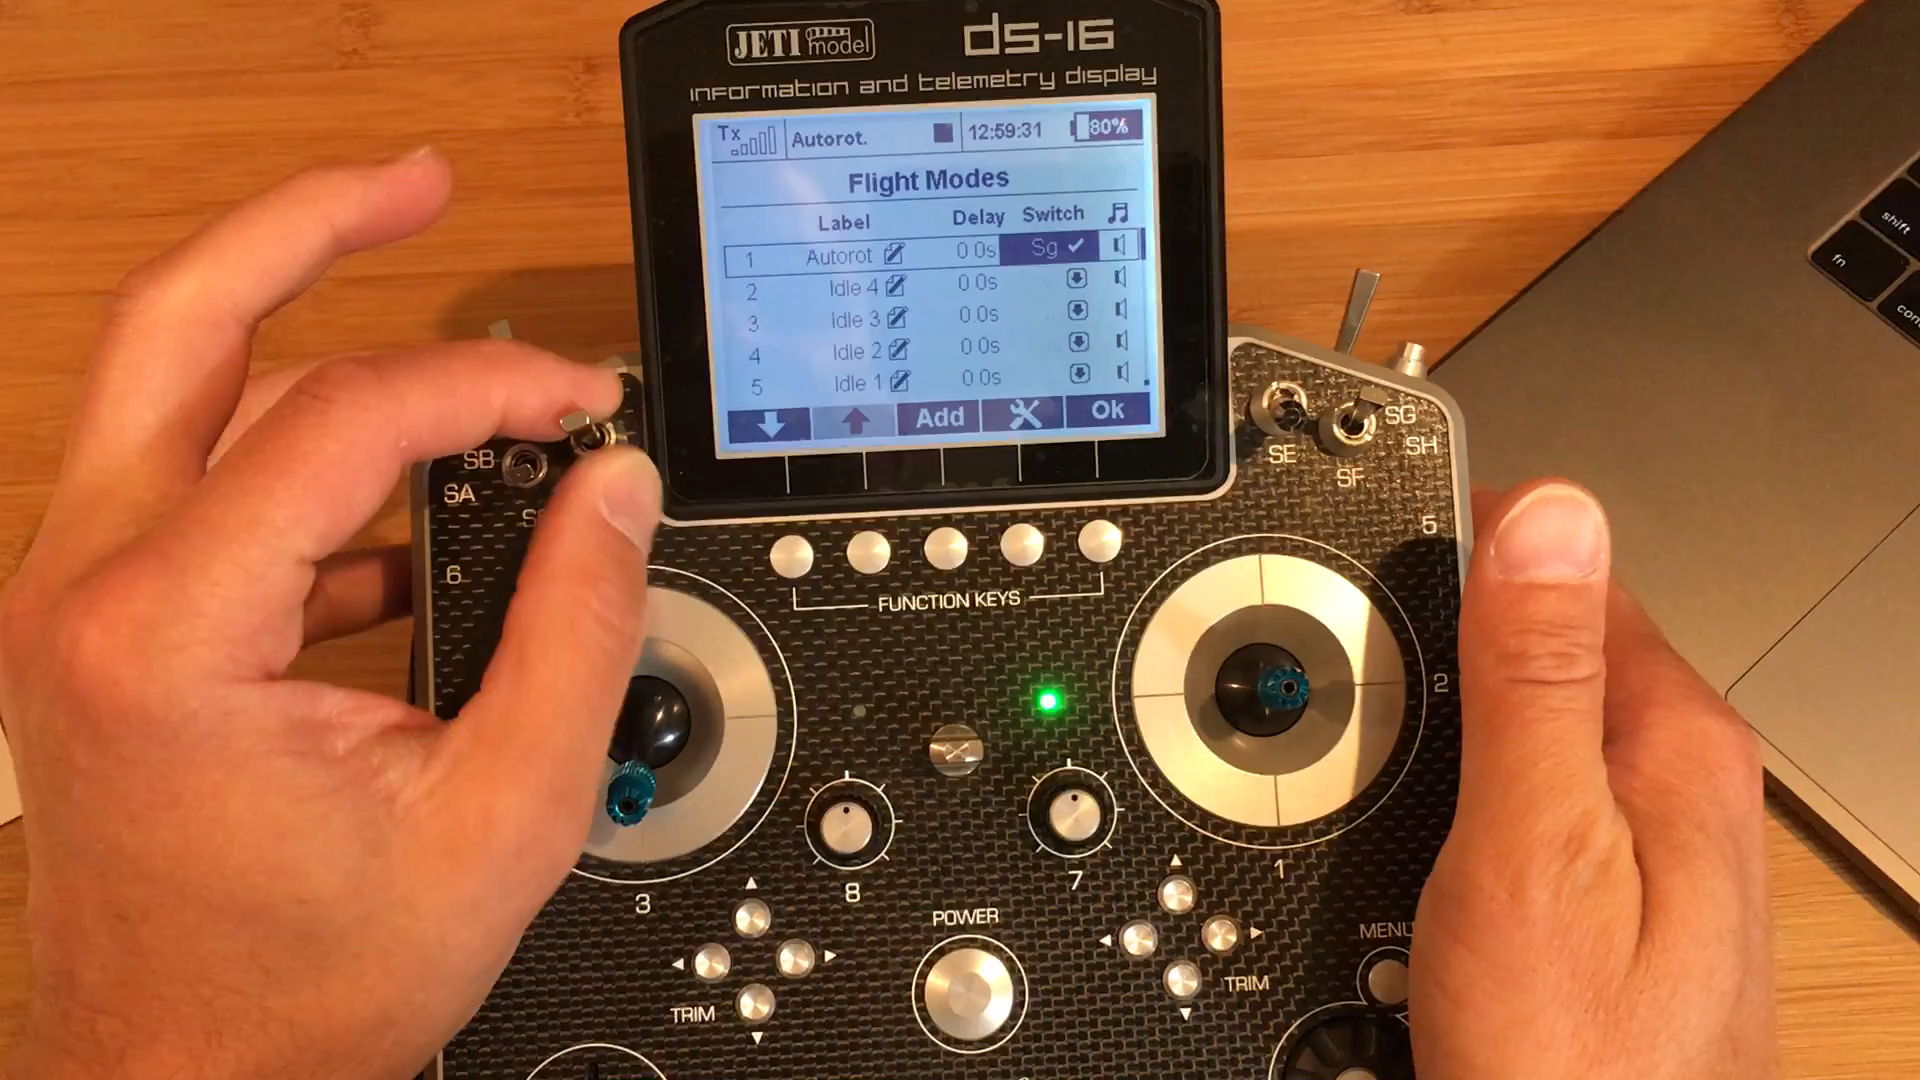 JETI model
ds-16
information and telemetry display
Tx Autorot. 12:59:31 80%
Flight Modes
Label Delay Switch
1 Autorot 0 0s Sg
2 Idle 4 0 0s
3 Idle 3 0.0s
4 Idle 2 0 0s
5 Idle 1 0 0s
Add Ok
SB
SA
SE
SF
SG
SH
5
6
FUNCTION KEYS
2
3
8
7
1
POWER
MENU
TRIM
TRIM
shift
fn